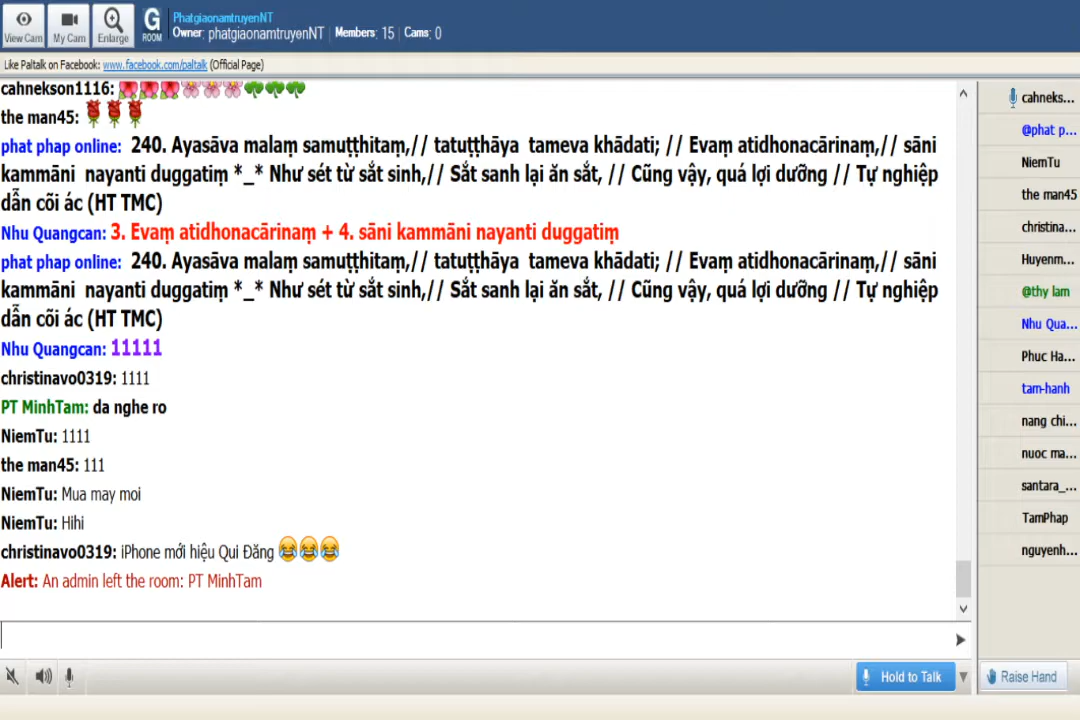 View Cam
My Cam
Enlarge
G
ROOM
PhatgiaonamtruyenNT
Owner: phatgiaonamtruyenNT | Members: 15 | Cams: 0
Like Paltalk on Facebook: www.facebook.com/paltalk (Official Page)
cahnekson1116:
the man45:
phat phap online: 240. Ayasāva malaṃ samuṭṭhitaṃ,// tatuṭṭhāya tameva khādati; // Evaṃ atidhonacārinaṃ,// sāni
kammāni nayanti duggatiṃ *_* Như sét từ sắt sinh,// Sắt sanh lại ăn sắt, // Cũng vậy, quá lợi dưỡng // Tự nghiệp
dẫn cõi ác (HT TMC)
Nhu Quangcan: 3. Evaṃ atidhonacārinaṃ + 4. sāni kammāni nayanti duggatiṃ
phat phap online: 240. Ayasāva malaṃ samuṭṭhitaṃ,// tatuṭṭhāya tameva khādati; // Evaṃ atidhonacārinaṃ,// sāni
kammāni nayanti duggatiṃ *_* Như sét từ sắt sinh,// Sắt sanh lại ăn sắt, // Cũng vậy, quá lợi dưỡng // Tự nghiệp
dẫn cõi ác (HT TMC)
Nhu Quangcan: 11111
christinavo0319: 1111
PT MinhTam: da nghe ro
NiemTu: 1111
the man45: 111
NiemTu: Mua may moi
NiemTu: Hihi
christinavo0319: iPhone mới hiệu Qui Đăng 😂😂😂
Alert: An admin left the room: PT MinhTam
Hold to Talk
cahneks...
@phat p...
NiemTu
the man45
christina...
Huyenm...
@thy lam
Nhu Qua...
Phuc Ha...
tam-hanh
nang chi...
nuoc ma...
santara_...
TamPhap
nguyenh...
Raise Hand